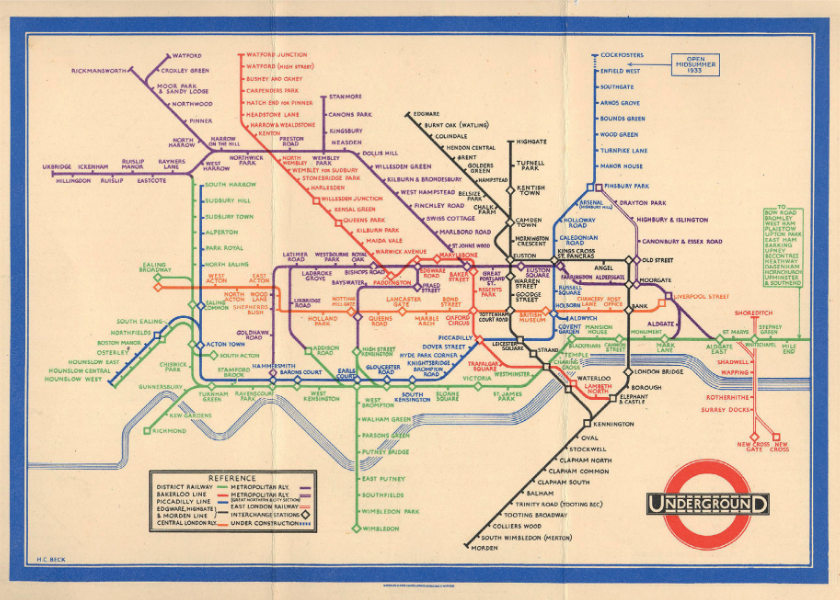 WATFORD
RICKMANSWORTH
CROXLEY GREEN
MOOR PARK
& SANDY LODGE
NORTHWOOD
PINNER
NORTH
HARROW
HARROW
ON THE HILL
NORTHWICK
PARK
PRESTON
ROAD
WEMBLEY
PARK
UXBRIDGE
ICKENHAM
RUISLIP
MANOR
RAYNERS
LANE
WEST
HARROW
HILLINGDON
RUISLIP
EASTCOTE
WATFORD JUNCTION
WATFORD (HIGH STREET)
BUSHEY AND OXHEY
CARPENDERS PARK
HATCH END FOR PINNER
HEADSTONE LANE
HARROW & WEALDSTONE
KENTON
NORTH
WEMBLEY
WEMBLEY FOR SUDBURY
STONEBRIDGE PARK
HARLESDEN
WILLESDEN JUNCTION
KENSAL GREEN
QUEENS PARK
KILBURN PARK
MAIDA VALE
WARWICK AVENUE
PADDINGTON
EDGWARE
ROAD
MARYLEBONE
STANMORE
CANONS PARK
KINGSBURY
NEASDEN
DOLLIS HILL
WILLESDEN GREEN
KILBURN & BRONDESBURY
WEST HAMPSTEAD
FINCHLEY ROAD
SWISS COTTAGE
MARLBORO ROAD
ST. JOHNS WOOD
BAKER
STREET
EDGWARE
BURNT OAK (WATLING)
COLINDALE
HENDON CENTRAL
BRENT
GOLDERS
GREEN
HAMPSTEAD
BELSIZE
PARK
CHALK
FARM
HIGHGATE
TUFNELL
PARK
KENTISH
TOWN
CAMDEN
TOWN
MORNINGTON
CRESCENT
EUSTON
COCKFOSTERS
OPEN
MIDSUMMER
1933
ENFIELD WEST
SOUTHGATE
ARNOS GROVE
BOUNDS GREEN
WOOD GREEN
TURNPIKE LANE
MANOR HOUSE
FINSBURY PARK
ARSENAL
(HIGHBURY HILL)
HOLLOWAY
ROAD
CALEDONIAN
ROAD
KINGS CROSS
ST. PANCRAS
DRAYTON PARK
HIGHBURY & ISLINGTON
CANONBURY & ESSEX ROAD
OLD STREET
MOORGATE
ANGEL
FARRINGDON
ALDERSGATE
LIVERPOOL STREET
TO
BOW ROAD
BROMLEY
WEST HAM
PLAISTOW
UPTON PARK
EAST HAM
BARKING
UPNEY
BECONTREE
HEATHWAY
DAGENHAM
HORNCHURCH
UPMINSTER
& SOUTHEND
SOUTH HARROW
SUDBURY HILL
SUDBURY TOWN
ALPERTON
PARK ROYAL
NORTH EALING
EALING
BROADWAY
WEST
ACTON
EAST
ACTON
NORTH
ACTON
WOOD
LANE
SHEPHERDS
BUSH
EALING
COMMON
SOUTH EALING
NORTHFIELDS
BOSTON MANOR
OSTERLEY
HOUNSLOW EAST
HOUNSLOW CENTRAL
HOUNSLOW WEST
ACTON TOWN
SOUTH ACTON
CHISWICK
PARK
GUNNERSBURY
KEW GARDENS
RICHMOND
TURNHAM
GREEN
STAMFORD
BROOK
RAVENSCOURT
PARK
GOLDHAWK
ROAD
HAMMERSMITH
BARONS COURT
WEST
KENSINGTON
LATIMER
ROAD
LADBROKE
GROVE
WESTBOURNE
PARK
ROYAL
OAK
BISHOPS ROAD
BAYSWATER
PRAED
STREET
UXBRIDGE
ROAD
ADDISON
ROAD
HOLLAND
PARK
NOTTING
HILL GATE
QUEENS
ROAD
LANCASTER
GATE
MARBLE
ARCH
BOND
STREET
OXFORD
CIRCUS
TOTTENHAM
COURT ROAD
BRITISH
MUSEUM
CHANCERY
LANE
POST
OFFICE
BANK
GREAT
PORTLAND
ST.
REGENTS
PARK
EUSTON
SQUARE
WARREN
STREET
GOODGE
STREET
RUSSELL
SQUARE
HOLBORN
ALDWYCH
COVENT
GARDEN
LEICESTER
SQUARE
STRAND
PICCADILLY
DOVER STREET
HYDE PARK CORNER
KNIGHTSBRIDGE
BROMPTON
ROAD
TRAFALGAR
SQUARE
HIGH STREET
KENSINGTON
EARLS
COURT
GLOUCESTER
ROAD
SOUTH
KENSINGTON
SLOANE
SQUARE
VICTORIA
ST. JAMES
PARK
WESTMINSTER
CHARING
CROSS
TEMPLE
BLACKFRIARS
MANSION
HOUSE
CANNON
STREET
MONUMENT
MARK
LANE
ALDGATE
ALDGATE
EAST
ST MARYS
WHITECHAPEL
STEPNEY
GREEN
MILE
END
SHOREDITCH
SHADWELL
WAPPING
ROTHERHITHE
SURREY DOCKS
NEW CROSS
GATE
NEW
CROSS
WATERLOO
LAMBETH
NORTH
LONDON BRIDGE
BOROUGH
ELEPHANT
& CASTLE
KENNINGTON
OVAL
STOCKWELL
CLAPHAM NORTH
CLAPHAM COMMON
CLAPHAM SOUTH
BALHAM
TRINITY ROAD (TOOTING BEC)
TOOTING BROADWAY
COLLIERS WOOD
SOUTH WIMBLEDON (MERTON)
MORDEN
WEST
BROMPTON
WALHAM GREEN
PARSONS GREEN
PUTNEY BRIDGE
EAST PUTNEY
SOUTHFIELDS
WIMBLEDON PARK
WIMBLEDON
REFERENCE
DISTRICT RAILWAY
BAKERLOO LINE
PICCADILLY LINE
EDGWARE, HIGHGATE
& MORDEN LINE
CENTRAL LONDON RLY.
METROPOLITAN RLY.
METROPOLITAN RLY.
(GREAT NORTHERN & CITY SECTION)
EAST LONDON RAILWAY
INTERCHANGE STATIONS
UNDER CONSTRUCTION
UNDERGROUND
H.C. BECK